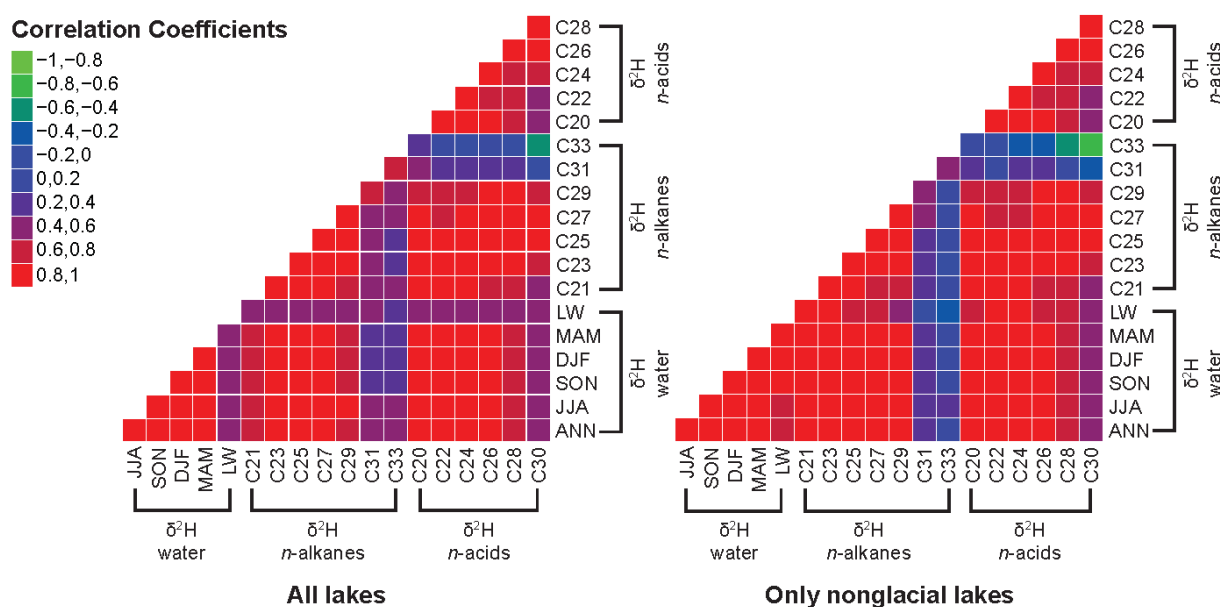 Correlation Coefficients
−1,−0.8
−0.8,−0.6
−0.6,−0.4
−0.4,−0.2
−0.2,0
0,0.2
0.2,0.4
0.4,0.6
0.6,0.8
0.8,1
C28
C26
C24
C22
C20
C33
C31
C29
C27
C25
C23
C21
LW
MAM
DJF
SON
JJA
ANN
δ²H
n-acids
δ²H
n-alkanes
δ²H
water
JJA
SON
DJF
MAM
LW
C21
C23
C25
C27
C29
C31
C33
C20
C22
C24
C26
C28
C30
δ²H
water
δ²H
n-alkanes
δ²H
n-acids
All lakes
C28
C26
C24
C22
C20
C33
C31
C29
C27
C25
C23
C21
LW
MAM
DJF
SON
JJA
ANN
δ²H
n-acids
δ²H
n-alkanes
δ²H
water
JJA
SON
DJF
MAM
LW
C21
C23
C25
C27
C29
C31
C33
C20
C22
C24
C26
C28
C30
δ²H
water
δ²H
n-alkanes
δ²H
n-acids
Only nonglacial lakes